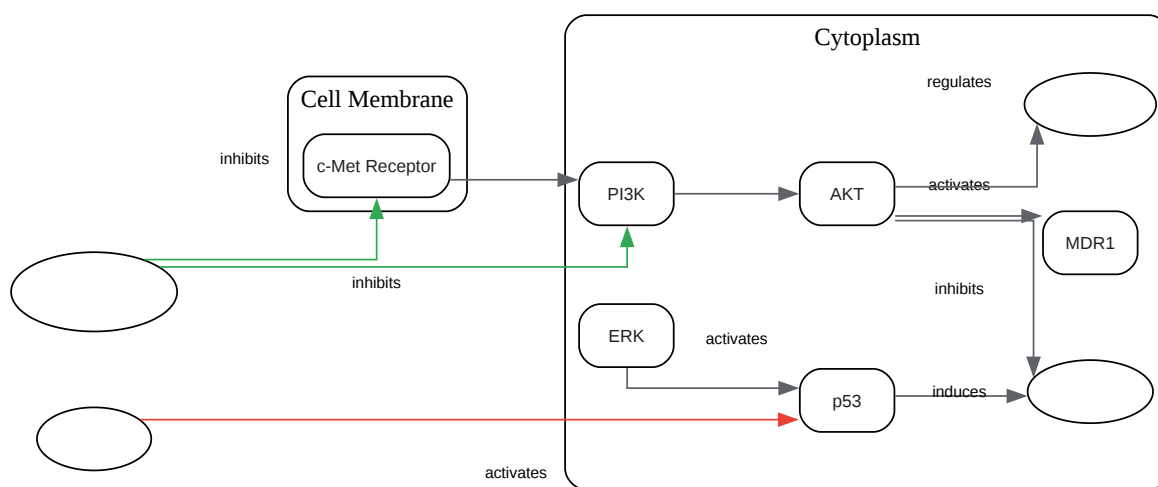 Cytoplasm
regulates
Cell Membrane
inhibits
c-Met Receptor
PI3K
AKT
activates
MDR1
inhibits
inhibits
ERK
activates
p53
induces
activates